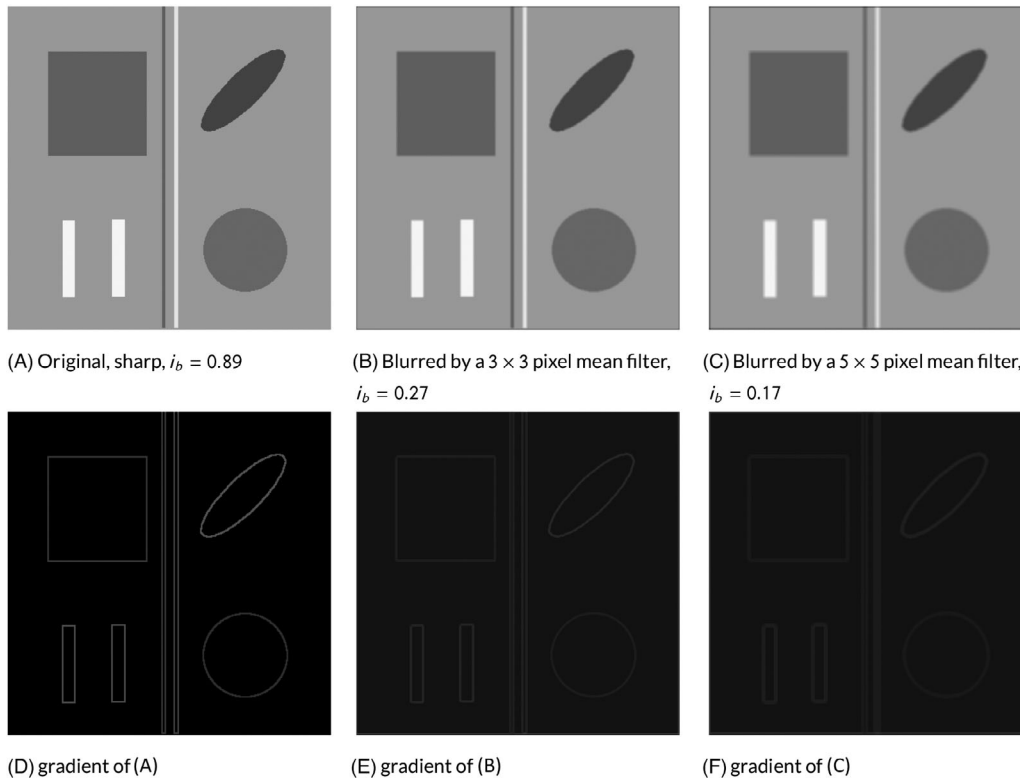 (A) Original, sharp, i_b = 0.89
(B) Blurred by a 3 × 3 pixel mean filter,
i_b = 0.27
(C) Blurred by a 5 × 5 pixel mean filter,
i_b = 0.17
(D) gradient of (A)
(E) gradient of (B)
(F) gradient of (C)